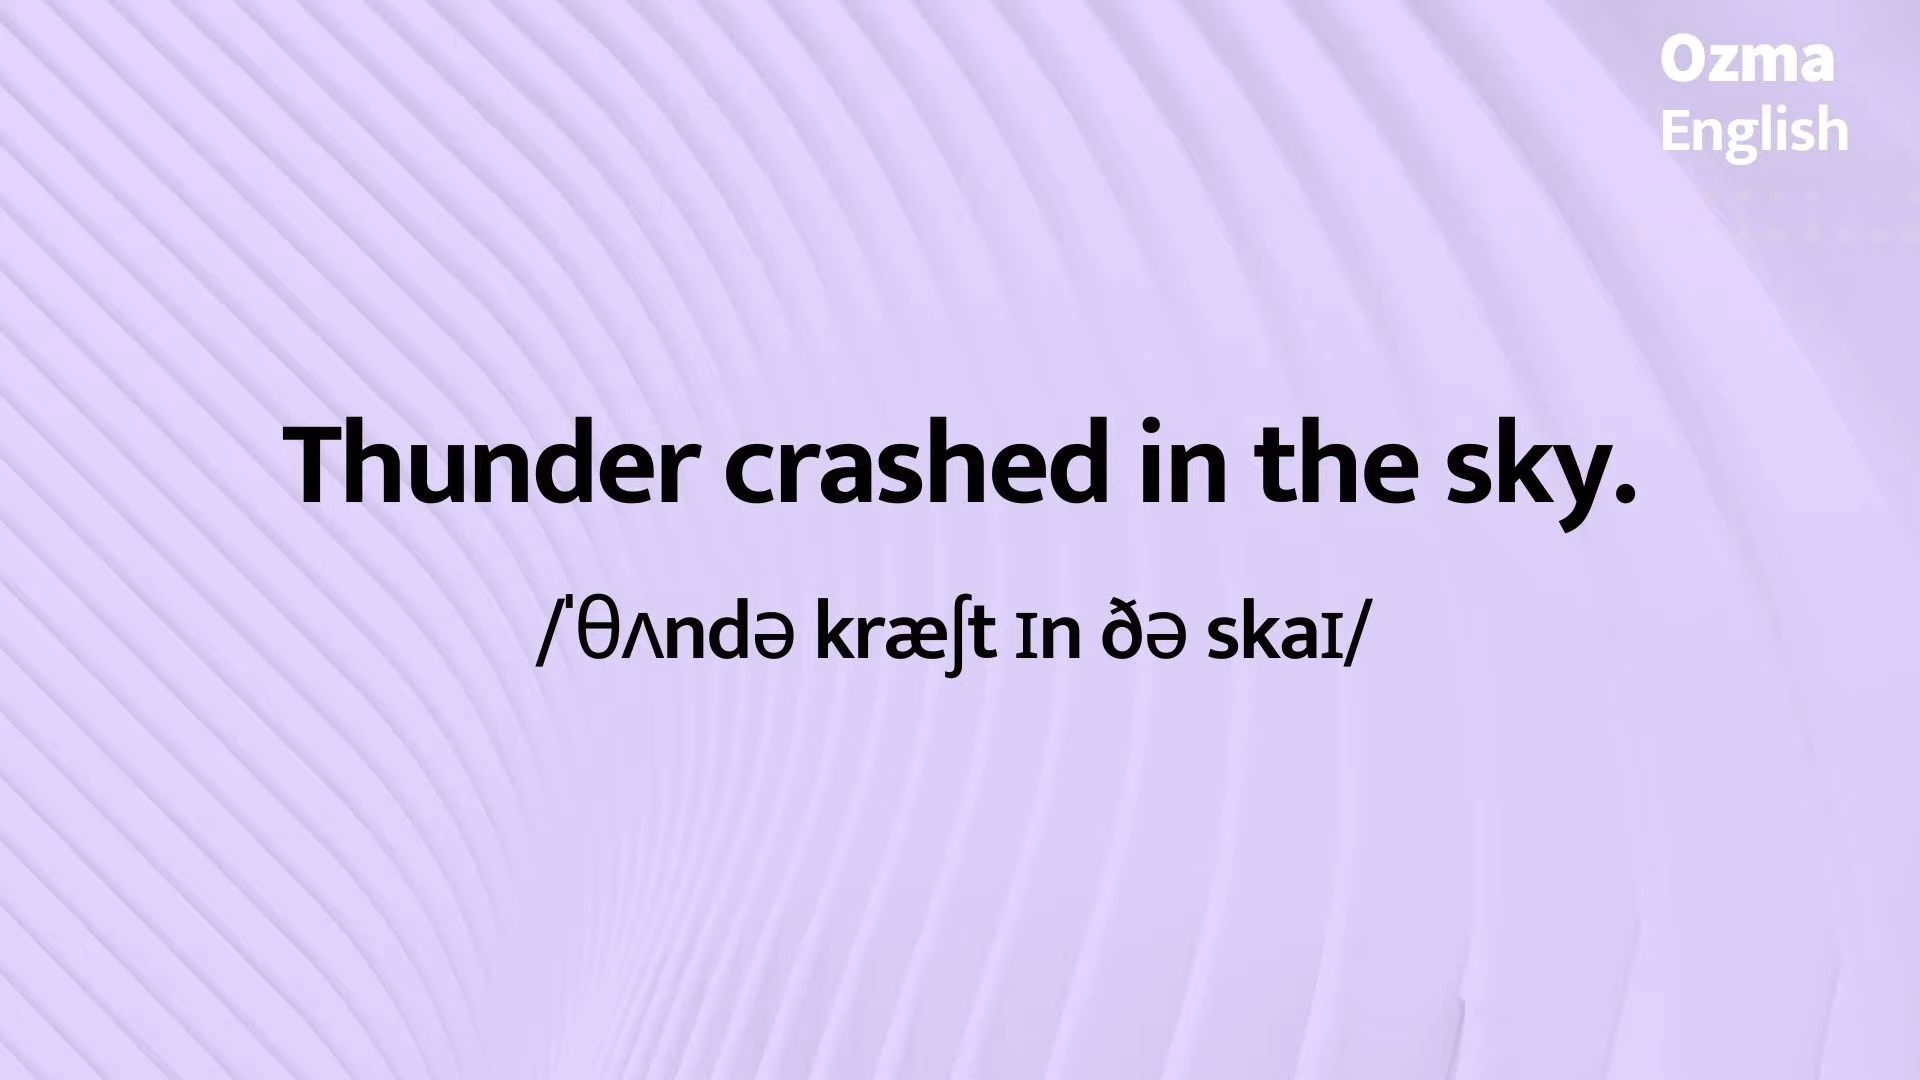 Ozma
English
Thunder crashed in the sky.
/ˈθʌndə kræʃt ɪn ðə skaɪ/